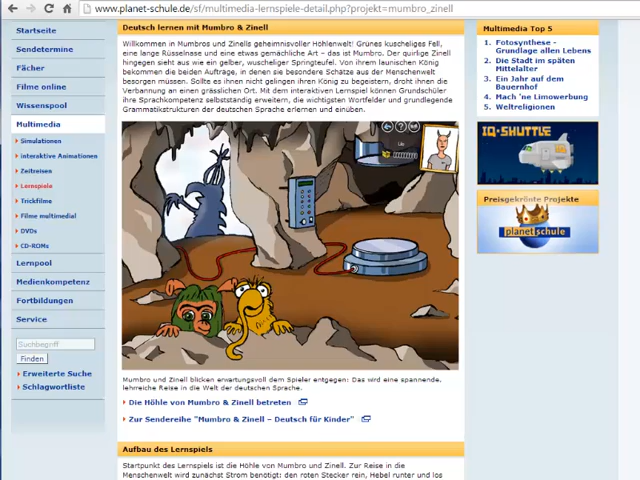 www.planet-schule.de/sf/multimedia-lernspiele-detail.php?projekt=mumbro_zinell
Startseite
Sendetermine
Fächer
Filme online
Wissenspool
Multimedia
Simulationen
interaktive Animationen
Zeitreisen
Lernspiele
Trickfilme
Filme multimedial
DVDs
CD-ROMs
Lernpool
Medienkompetenz
Fortbildungen
Service
Suchbegriff
Finden
Erweiterte Suche
Schlagwortliste
Deutsch lernen mit Mumbro & Zinell
Willkommen in Mumbros und Zinells geheimnisvoller Höhlenwelt! Grünes kuscheliges Fell,
eine lange Rüsselnase und eine etwas gemächliche Art – das ist Mumbro. Der quirlige Zinell
hingegen sieht aus wie ein gelber, wuscheliger Springteufel. Von ihrem launischen König
bekommen die beiden Aufträge, in denen sie besondere Schätze aus der Menschenwelt
besorgen müssen. Sollte es ihnen nicht gelingen ihren König zu begeistern, droht ihnen die
Verbannung an einen grässlichen Ort. Mit dem interaktiven Lernspiel können Grundschüler
ihre Sprachkompetenz selbstständig erweitern, die wichtigsten Wortfelder und grundlegende
Grammatikstrukturen der deutschen Sprache erlernen und einüben.
Mumbro und Zinell blicken erwartungsvoll dem Spieler entgegen: Das wird eine spannende,
lehrreiche Reise in die Welt der deutschen Sprache.
Die Höhle von Mumbro & Zinell betreten
Zur Sendereihe "Mumbro & Zinell – Deutsch für Kinder"
Aufbau des Lernspiels
Startpunkt des Lernspiels ist die Höhle von Mumbro und Zinell. Zur Reise in die
Menschenwelt wird zunächst Strom benötigt: den roten Stecker rein, Hebel runter und los
Multimedia Top 5
1. Fotosynthese -
Grundlage allen Lebens
2. Die Stadt im späten
Mittelalter
3. Ein Jahr auf dem
Bauernhof
4. Mach 'ne Limowerbung
5. Weltreligionen
IQ-SHUTTLE
Preisgekrönte Projekte
planet schule